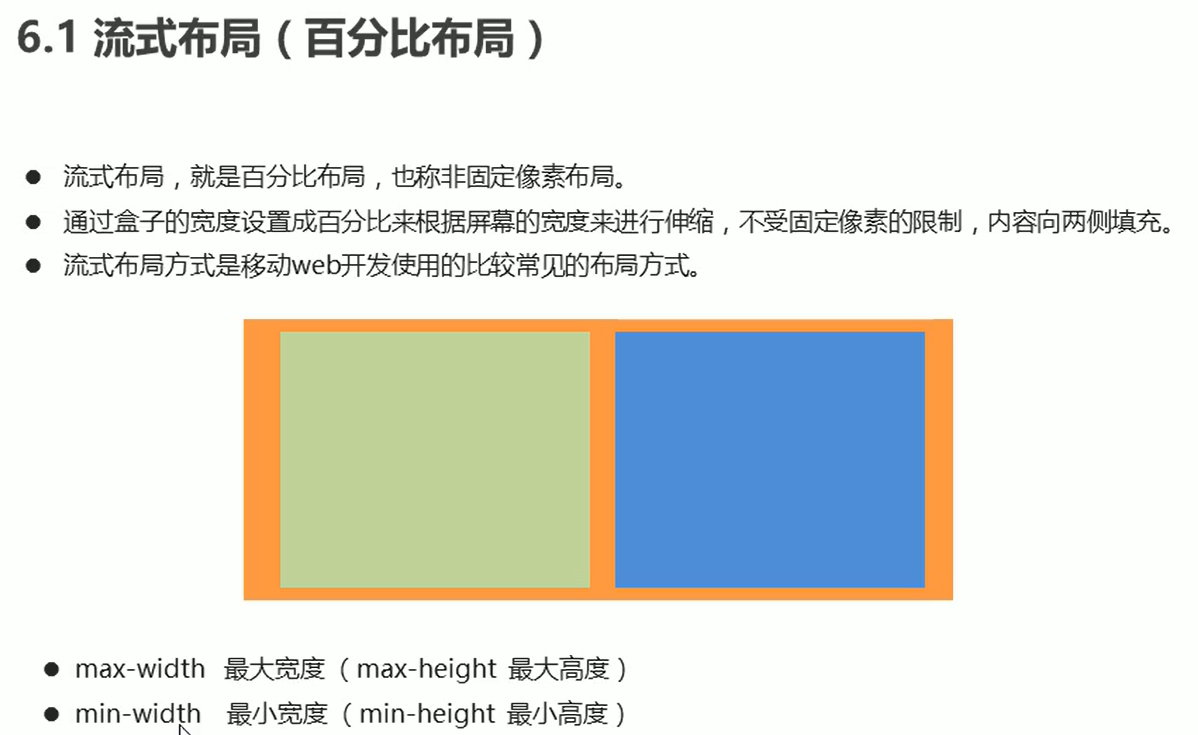 6.1 流式布局（百分比布局）
● 流式布局，就是百分比布局，也称非固定像素布局。
● 通过盒子的宽度设置成百分比来根据屏幕的宽度来进行伸缩，不受固定像素的限制，内容向两侧填充。
● 流式布局方式是移动web开发使用的比较常见的布局方式。
● max-width 最大宽度（max-height 最大高度）
● min-width 最小宽度（min-height 最小高度）